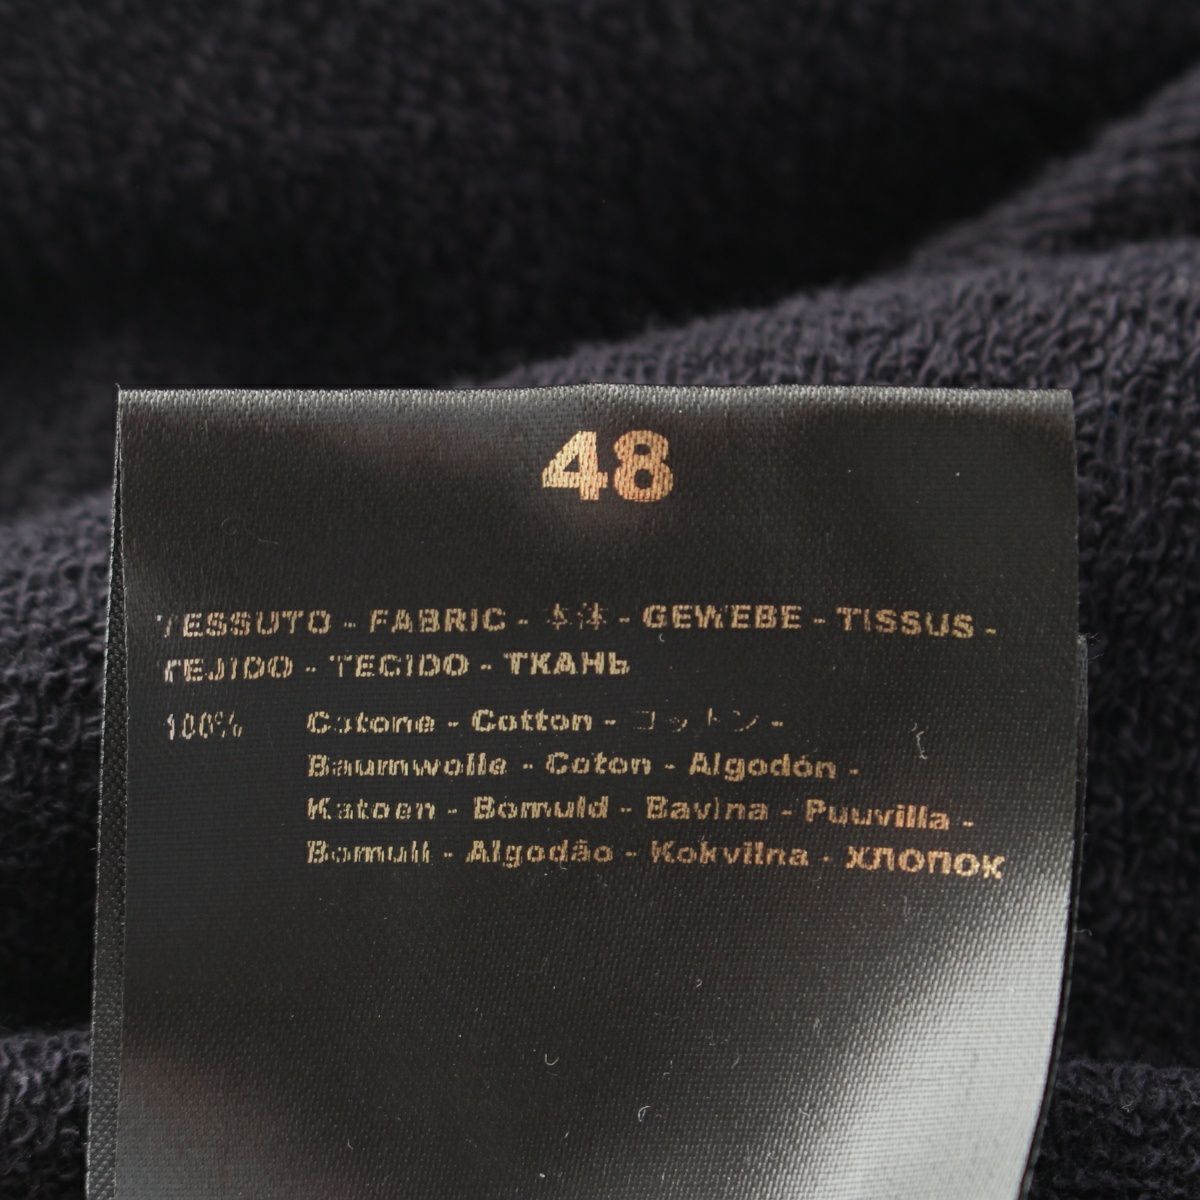 48
TESSUTO - FABRIC - 本体 - GEWEBE - TISSUS -
TEJIDO - TECIDO - ТКАНЬ
100% Cotone - Cotton - コットン -
Baumwolle - Coton - Algodón -
Katoen - Bomuld - Bavlna - Puuvilla -
Bomull - Algodão - Kokvilna - ХЛОПОК